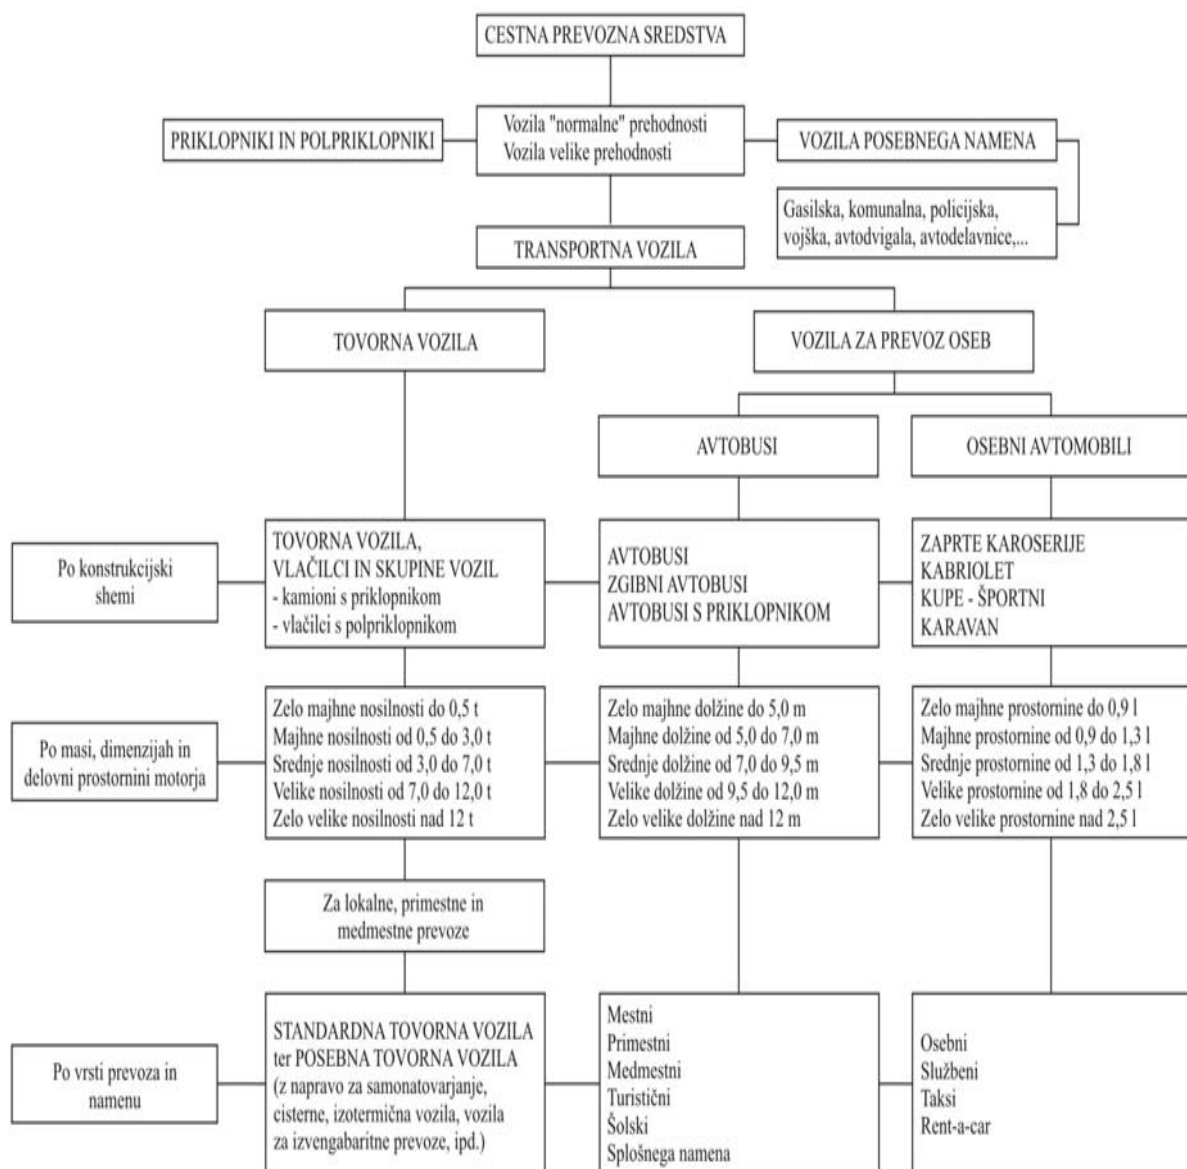 CESTNA PREVOZNA SREDSTVA
PRIKLOPNIKI IN POLPRIKLOPNIKI
Vozila "normalne" prehodnosti
Vozila velike prehodnosti
VOZILA POSEBNEGA NAMENA
Gasilska, komunalna, policijska,
vojška, avtodvigala, avtodelavnice,...
TRANSPORTNA VOZILA
TOVORNA VOZILA
VOZILA ZA PREVOZ OSEB
AVTOBUSI
OSEBNI AVTOMOBILI
Po konstrukcijski
shemi
TOVORNA VOZILA,
VLAČILCI IN SKUPINE VOZIL
- kamioni s priklopnikom
- vlačilci s polpriklopnikom
AVTOBUSI
ZGIBNI AVTOBUSI
AVTOBUSI S PRIKLOPNIKOM
ZAPRTE KAROSERIJE
KABRIOLET
KUPE - ŠPORTNI
KARAVAN
Po masi, dimenzijah in
delovni prostornini motorja
Zelo majhne nosilnosti do 0,5 t
Majhne nosilnosti od 0,5 do 3,0 t
Srednje nosilnosti od 3,0 do 7,0 t
Velike nosilnosti od 7,0 do 12,0 t
Zelo velike nosilnosti nad 12 t
Zelo majhne dolžine do 5,0 m
Majhne dolžine od 5,0 do 7,0 m
Srednje dolžine od 7,0 do 9,5 m
Velike dolžine od 9,5 do 12,0 m
Zelo velike dolžine nad 12 m
Zelo majhne prostornine do 0,9 l
Majhne prostornine od 0,9 do 1,3 l
Srednje prostornine od 1,3 do 1,8 l
Velike prostornine od 1,8 do 2,5 l
Zelo velike prostornine nad 2,5 l
Za lokalne, primestne in
medmestne prevoze
Po vrsti prevoza in
namenu
STANDARDNA TOVORNA VOZILA
ter POSEBNA TOVORNA VOZILA
(z napravo za samonatovarjanje,
cisterne, izotermična vozila, vozila
za izvengabaritne prevoze, ipd.)
Mestni
Primestni
Medmestni
Turistični
Šolski
Splošnega namena
Osebni
Službeni
Taksi
Rent-a-car